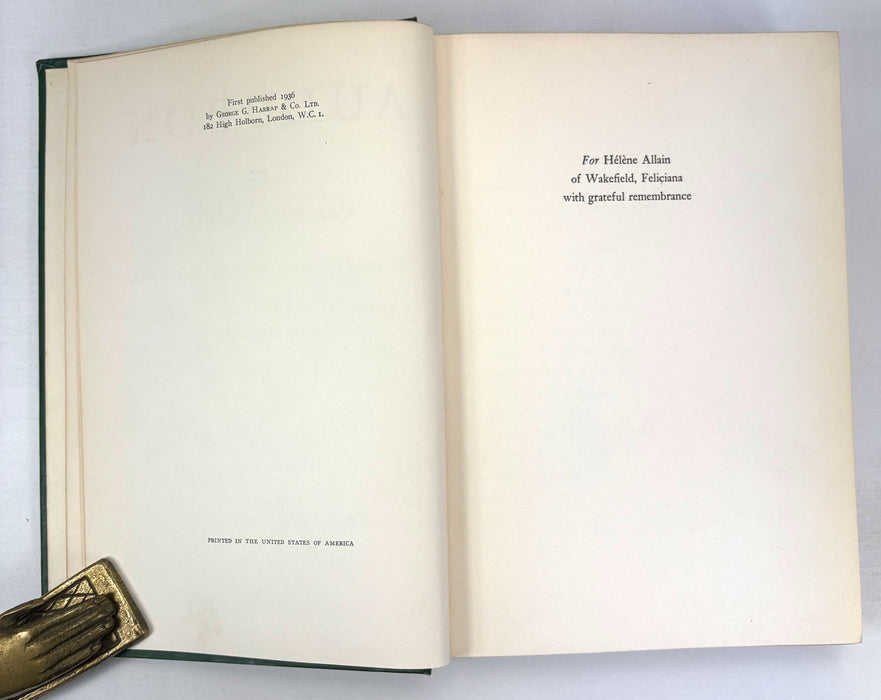 First published 1936
by George G. Harrap & Co. Ltd.
182 High Holborn, London, W.C.1.
PRINTED IN THE UNITED STATES OF AMERICA
For Hélène Allain
of Wakefield, Feliçiana
with grateful remembrance